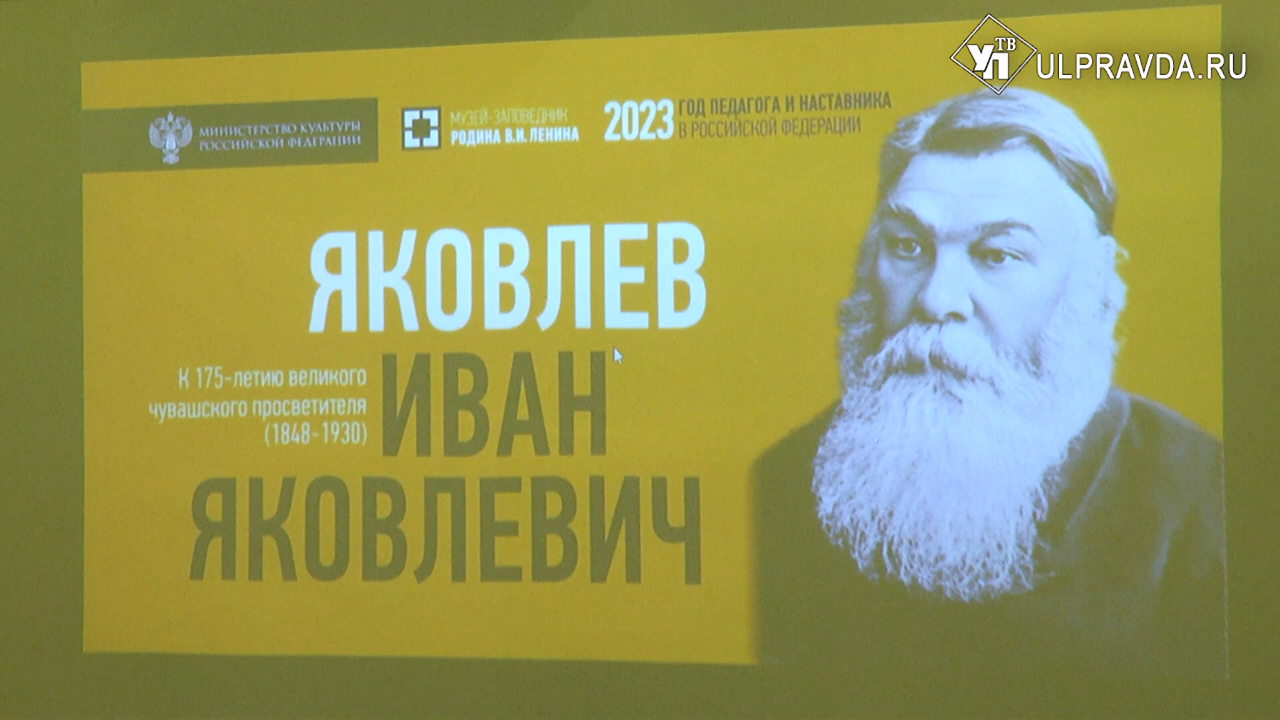 УП ТВ ULPRAVDA.RU
МИНИСТЕРСТВО КУЛЬТУРЫ
РОССИЙСКОЙ ФЕДЕРАЦИИ
МУЗЕЙ-ЗАПОВЕДНИК
РОДИНА В.И. ЛЕНИНА
2023 ГОД ПЕДАГОГА И НАСТАВНИКА
В РОССИЙСКОЙ ФЕДЕРАЦИИ
ЯКОВЛЕВ
К 175-летию великого
чувашского просветителя
(1848-1930)
ИВАН
ЯКОВЛЕВИЧ